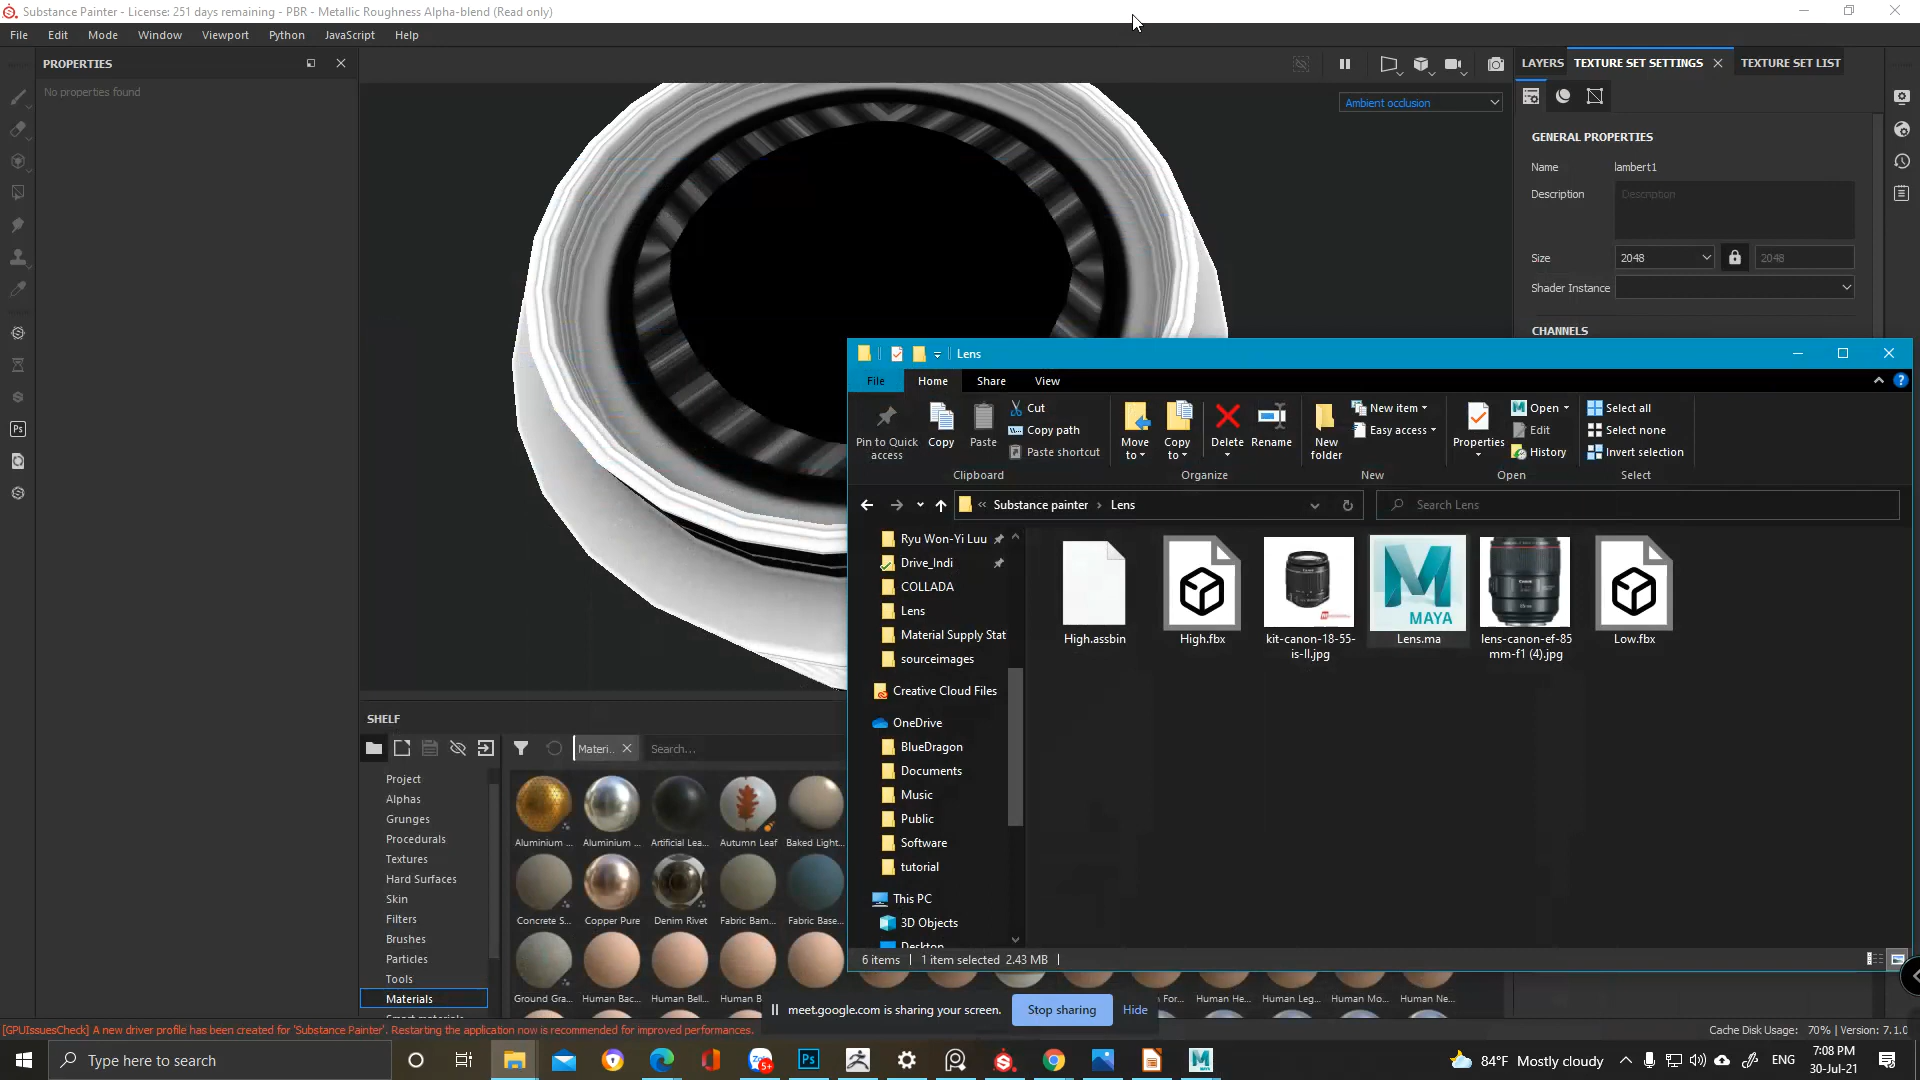 Substance Painter - License: 251 days remaining - PBR - Metallic Roughness Alpha-blend (Read only)
File Edit Mode Window Viewport Python JavaScript Help
PROPERTIES
No properties found
Ambient occlusion
LAYERS TEXTURE SET SETTINGS TEXTURE SET LIST
GENERAL PROPERTIES
Name lambert1
Description Description
Size 2048 2048
Shader Instance
CHANNELS
Lens
File Home Share View
Pin to Quick access
Copy
Paste
Cut
Copy path
Paste shortcut
Clipboard
Move to
Copy to
Delete
Rename
Organize
New folder
New item
Easy access
New
Properties
Open
Edit
History
Open
Select all
Select none
Invert selection
Select
« Substance painter › Lens
Search Lens
Ryu Won-Yi Luu
Drive_Indi
COLLADA
Lens
Material Supply Stat
sourceimages
Creative Cloud Files
OneDrive
BlueDragon
Documents
Music
Public
Software
tutorial
This PC
3D Objects
Desktop
High.assbin
High.fbx
kit-canon-18-55-is-II.jpg
MAYA
Lens.ma
lens-canon-ef-85mm-f1 (4).jpg
Low.fbx
6 items 1 item selected 2.43 MB
SHELF
Materi..
Search...
Project
Alphas
Grunges
Procedurals
Textures
Hard Surfaces
Skin
Filters
Brushes
Particles
Tools
Materials
Aluminium ... Aluminium ... Artificial Lea... Autumn Leaf Baked Light...
Concrete S... Copper Pure Denim Rivet Fabric Bam... Fabric Base...
Ground Gra... Human Bac... Human Bell... Human B
For... Human He... Human Leg... Human Mo... Human Ne...
meet.google.com is sharing your screen. Stop sharing Hide
[GPUIssuesCheck] A new driver profile has been created for 'Substance Painter'. Restarting the application now is recommended for improved performances.
Cache Disk Usage: 70% | Version: 7.1.0
Type here to search
Ps
5+
84°F Mostly cloudy
ENG
7:08 PM
30-Jul-21